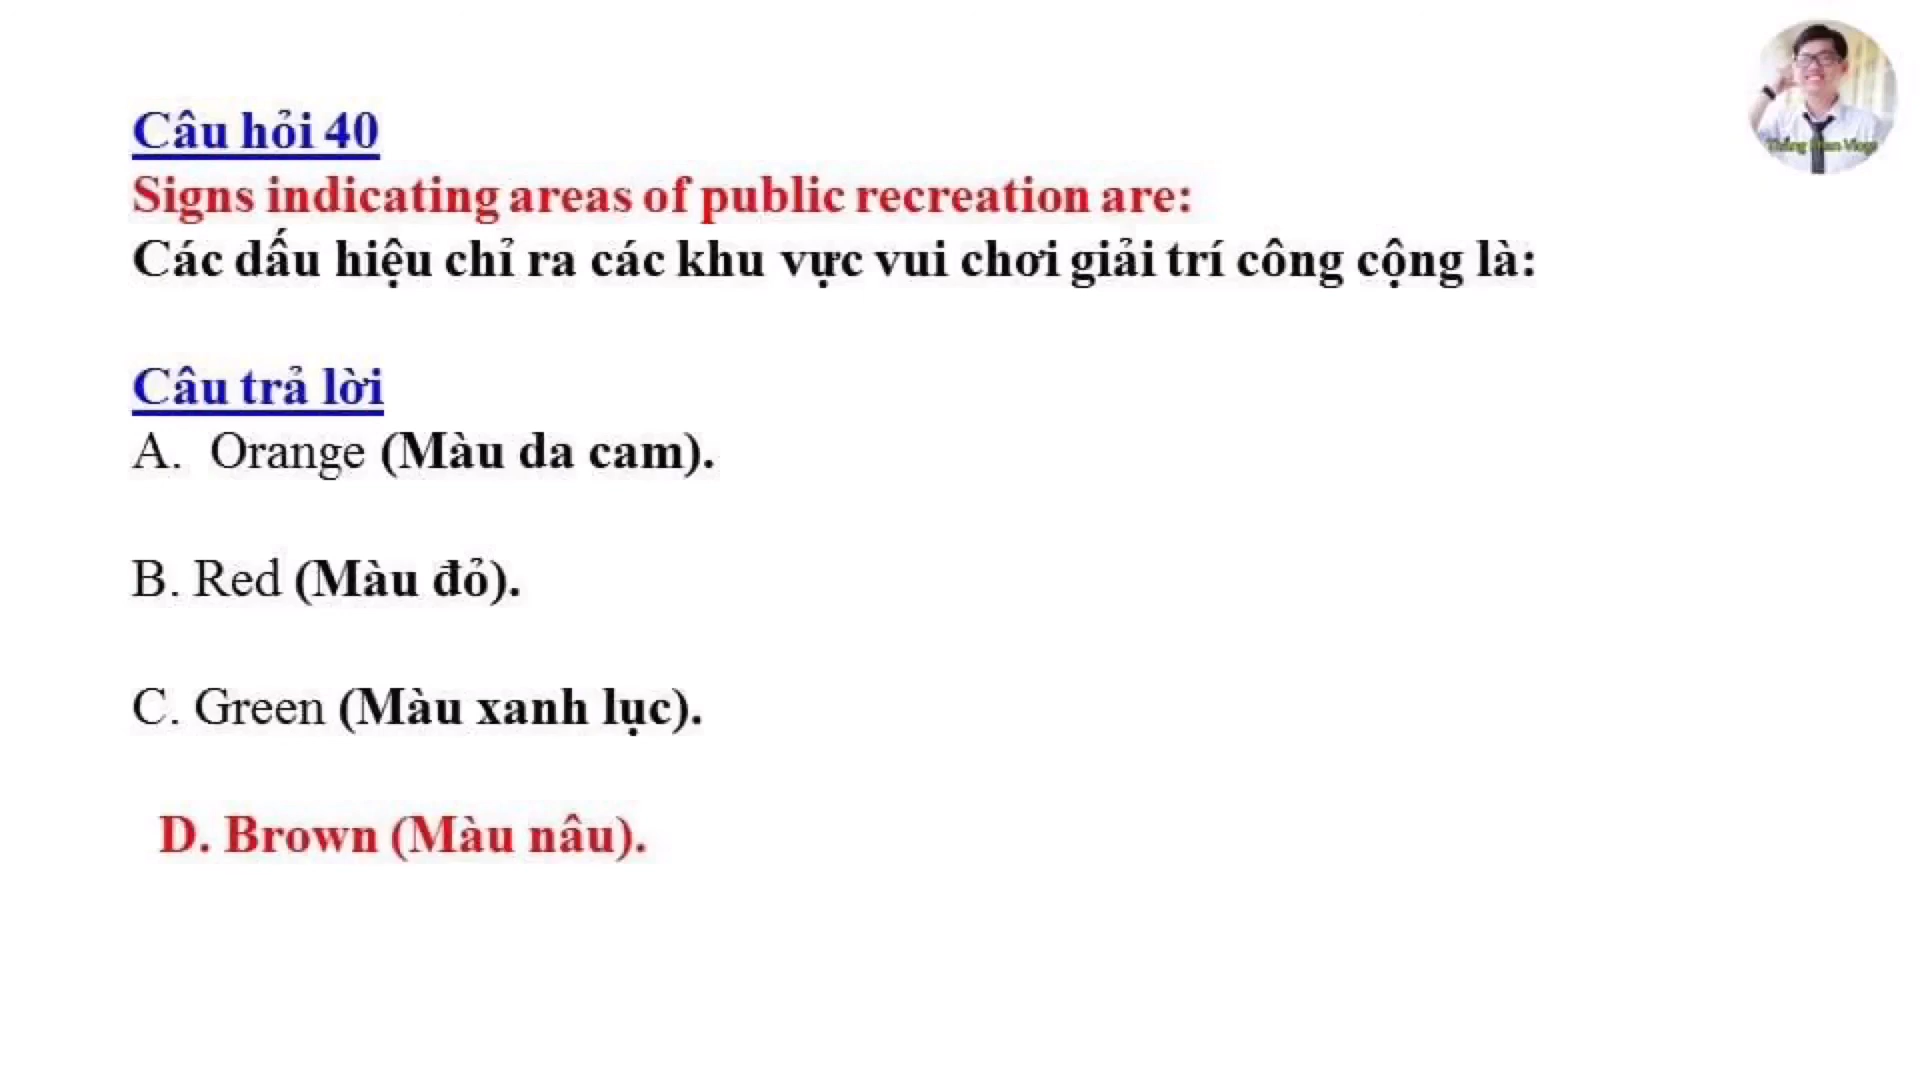 Câu hỏi 40
Signs indicating areas of public recreation are:
Các dấu hiệu chỉ ra các khu vực vui chơi giải trí công cộng là:
Câu trả lời
A. Orange (Màu da cam).
B. Red (Màu đỏ).
C. Green (Màu xanh lục).
D. Brown (Màu nâu).